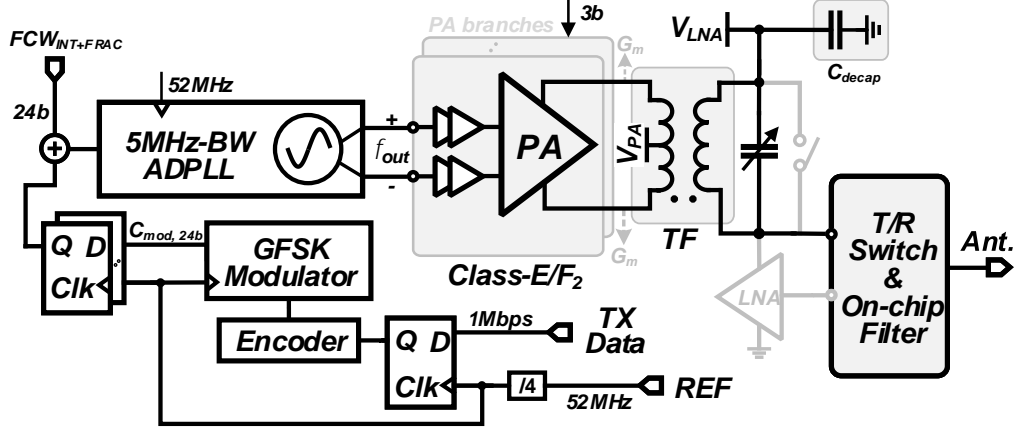 PA branches
3b
V_LNA
C_decap
FCW_INT+FRAC
24b
52MHz
5MHz-BW
ADPLL
+
f_out
-
PA
V_PA
G_m
G_m
TF
Class-E/F_2
+
Q D
Clk
C_mod, 24b
GFSK
Modulator
Encoder
Q D
Clk
1Mbps
TX
Data
/4
52MHz
REF
LNA
T/R
Switch
&
On-chip
Filter
Ant.